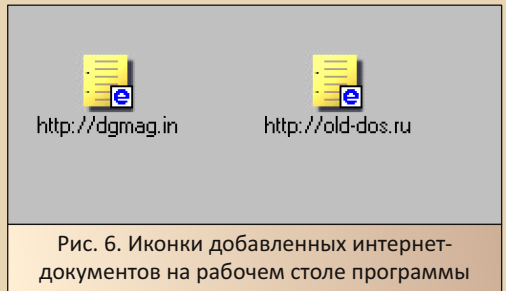 http://dgmag.in http://old-dos.ru
Рис. 6. Иконки добавленных интернет-
документов на рабочем столе программы